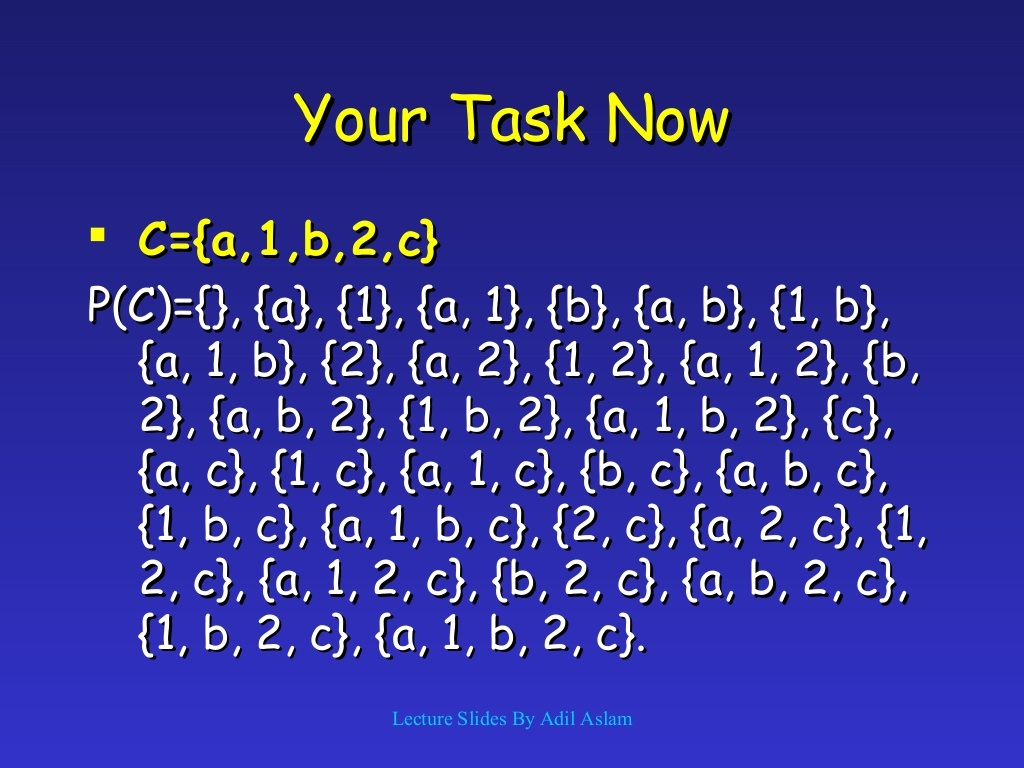 Your Task Now
▪ C={a,1,b,2,c}
P(C)={}, {a}, {1}, {a, 1}, {b}, {a, b}, {1, b},
{a, 1, b}, {2}, {a, 2}, {1, 2}, {a, 1, 2}, {b,
2}, {a, b, 2}, {1, b, 2}, {a, 1, b, 2}, {c},
{a, c}, {1, c}, {a, 1, c}, {b, c}, {a, b, c},
{1, b, c}, {a, 1, b, c}, {2, c}, {a, 2, c}, {1,
2, c}, {a, 1, 2, c}, {b, 2, c}, {a, b, 2, c},
{1, b, 2, c}, {a, 1, b, 2, c}.
Lecture Slides By Adil Aslam